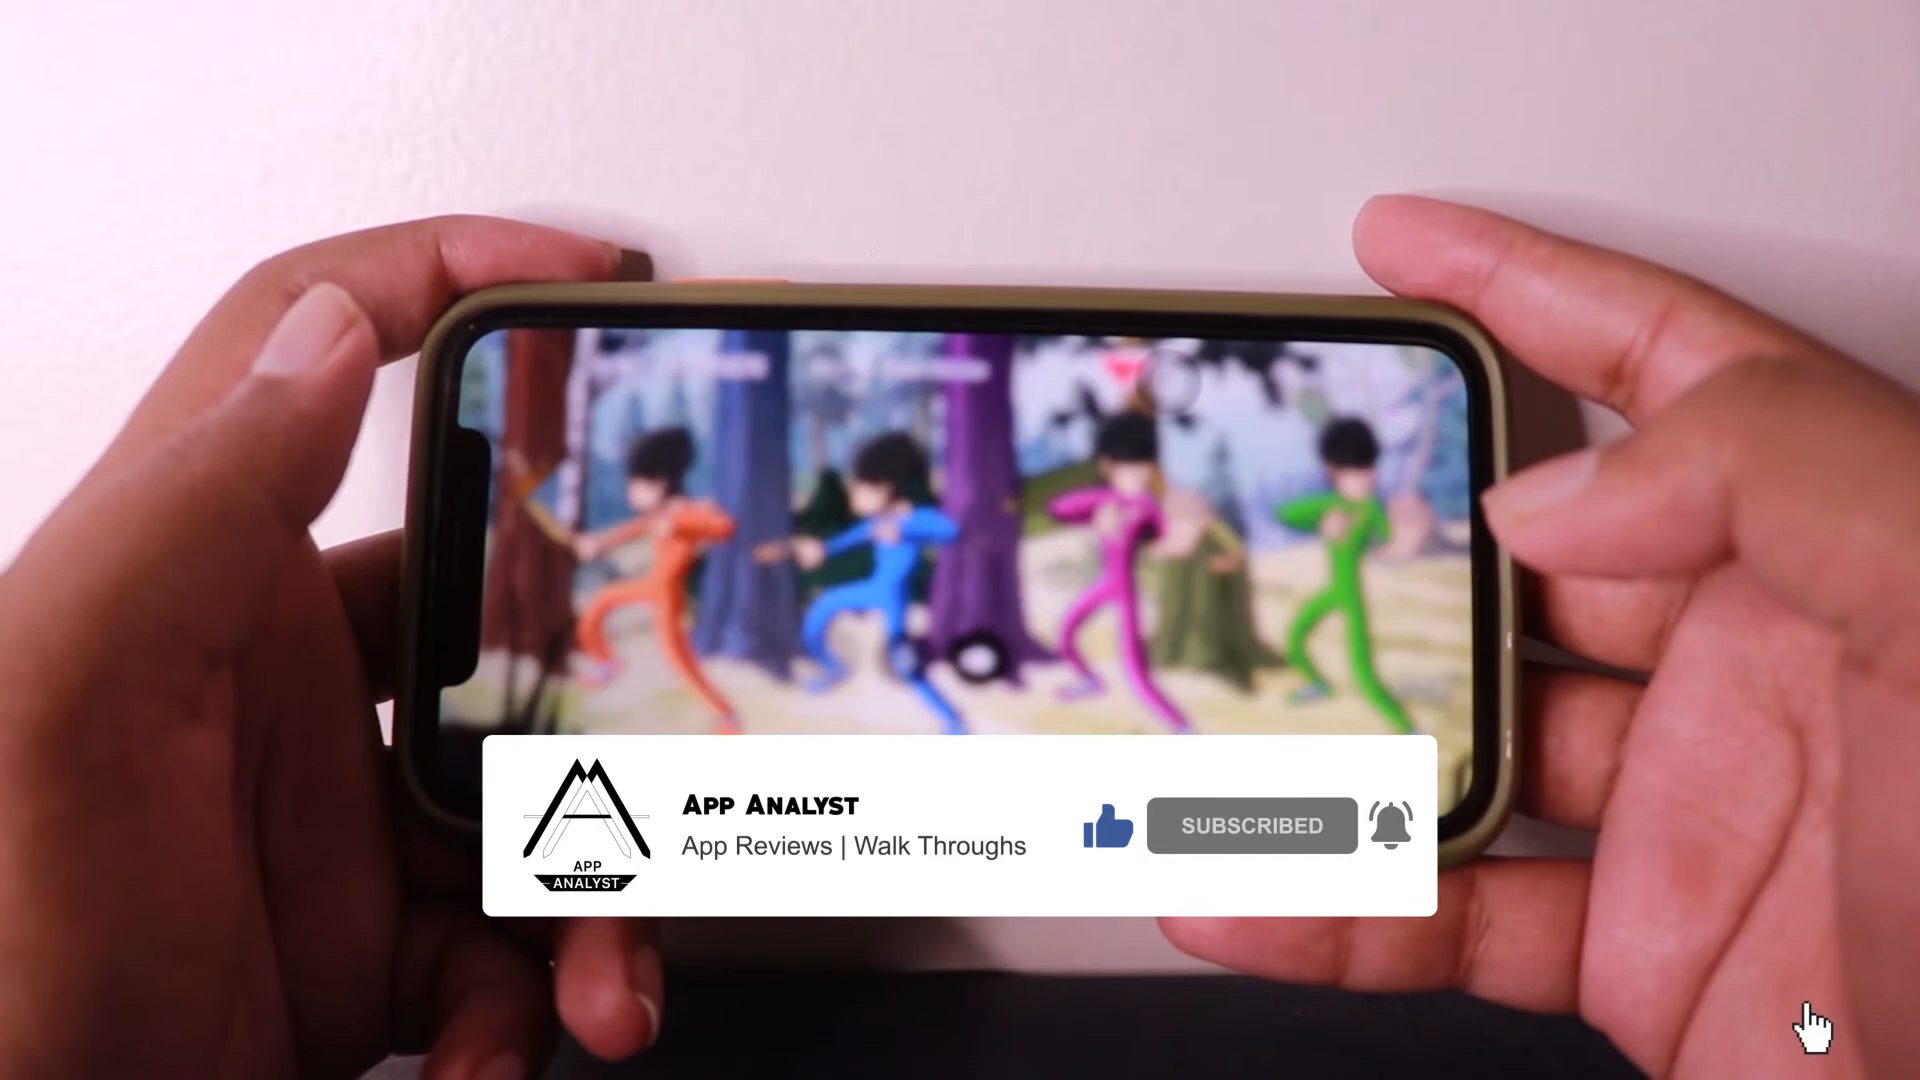 APP ANALYST
App Reviews | Walk Throughs
SUBSCRIBED
APP
ANALYST